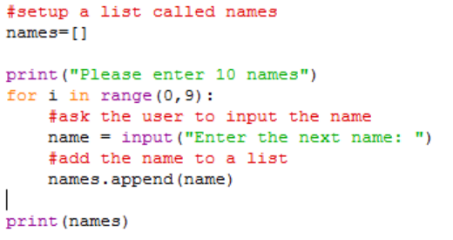 #setup a list called names
names=[]
print("Please enter 10 names")
for i in range(0,9):
    #ask the user to input the name
    name = input("Enter the next name: ")
    #add the name to a list
    names.append(name)
print(names)